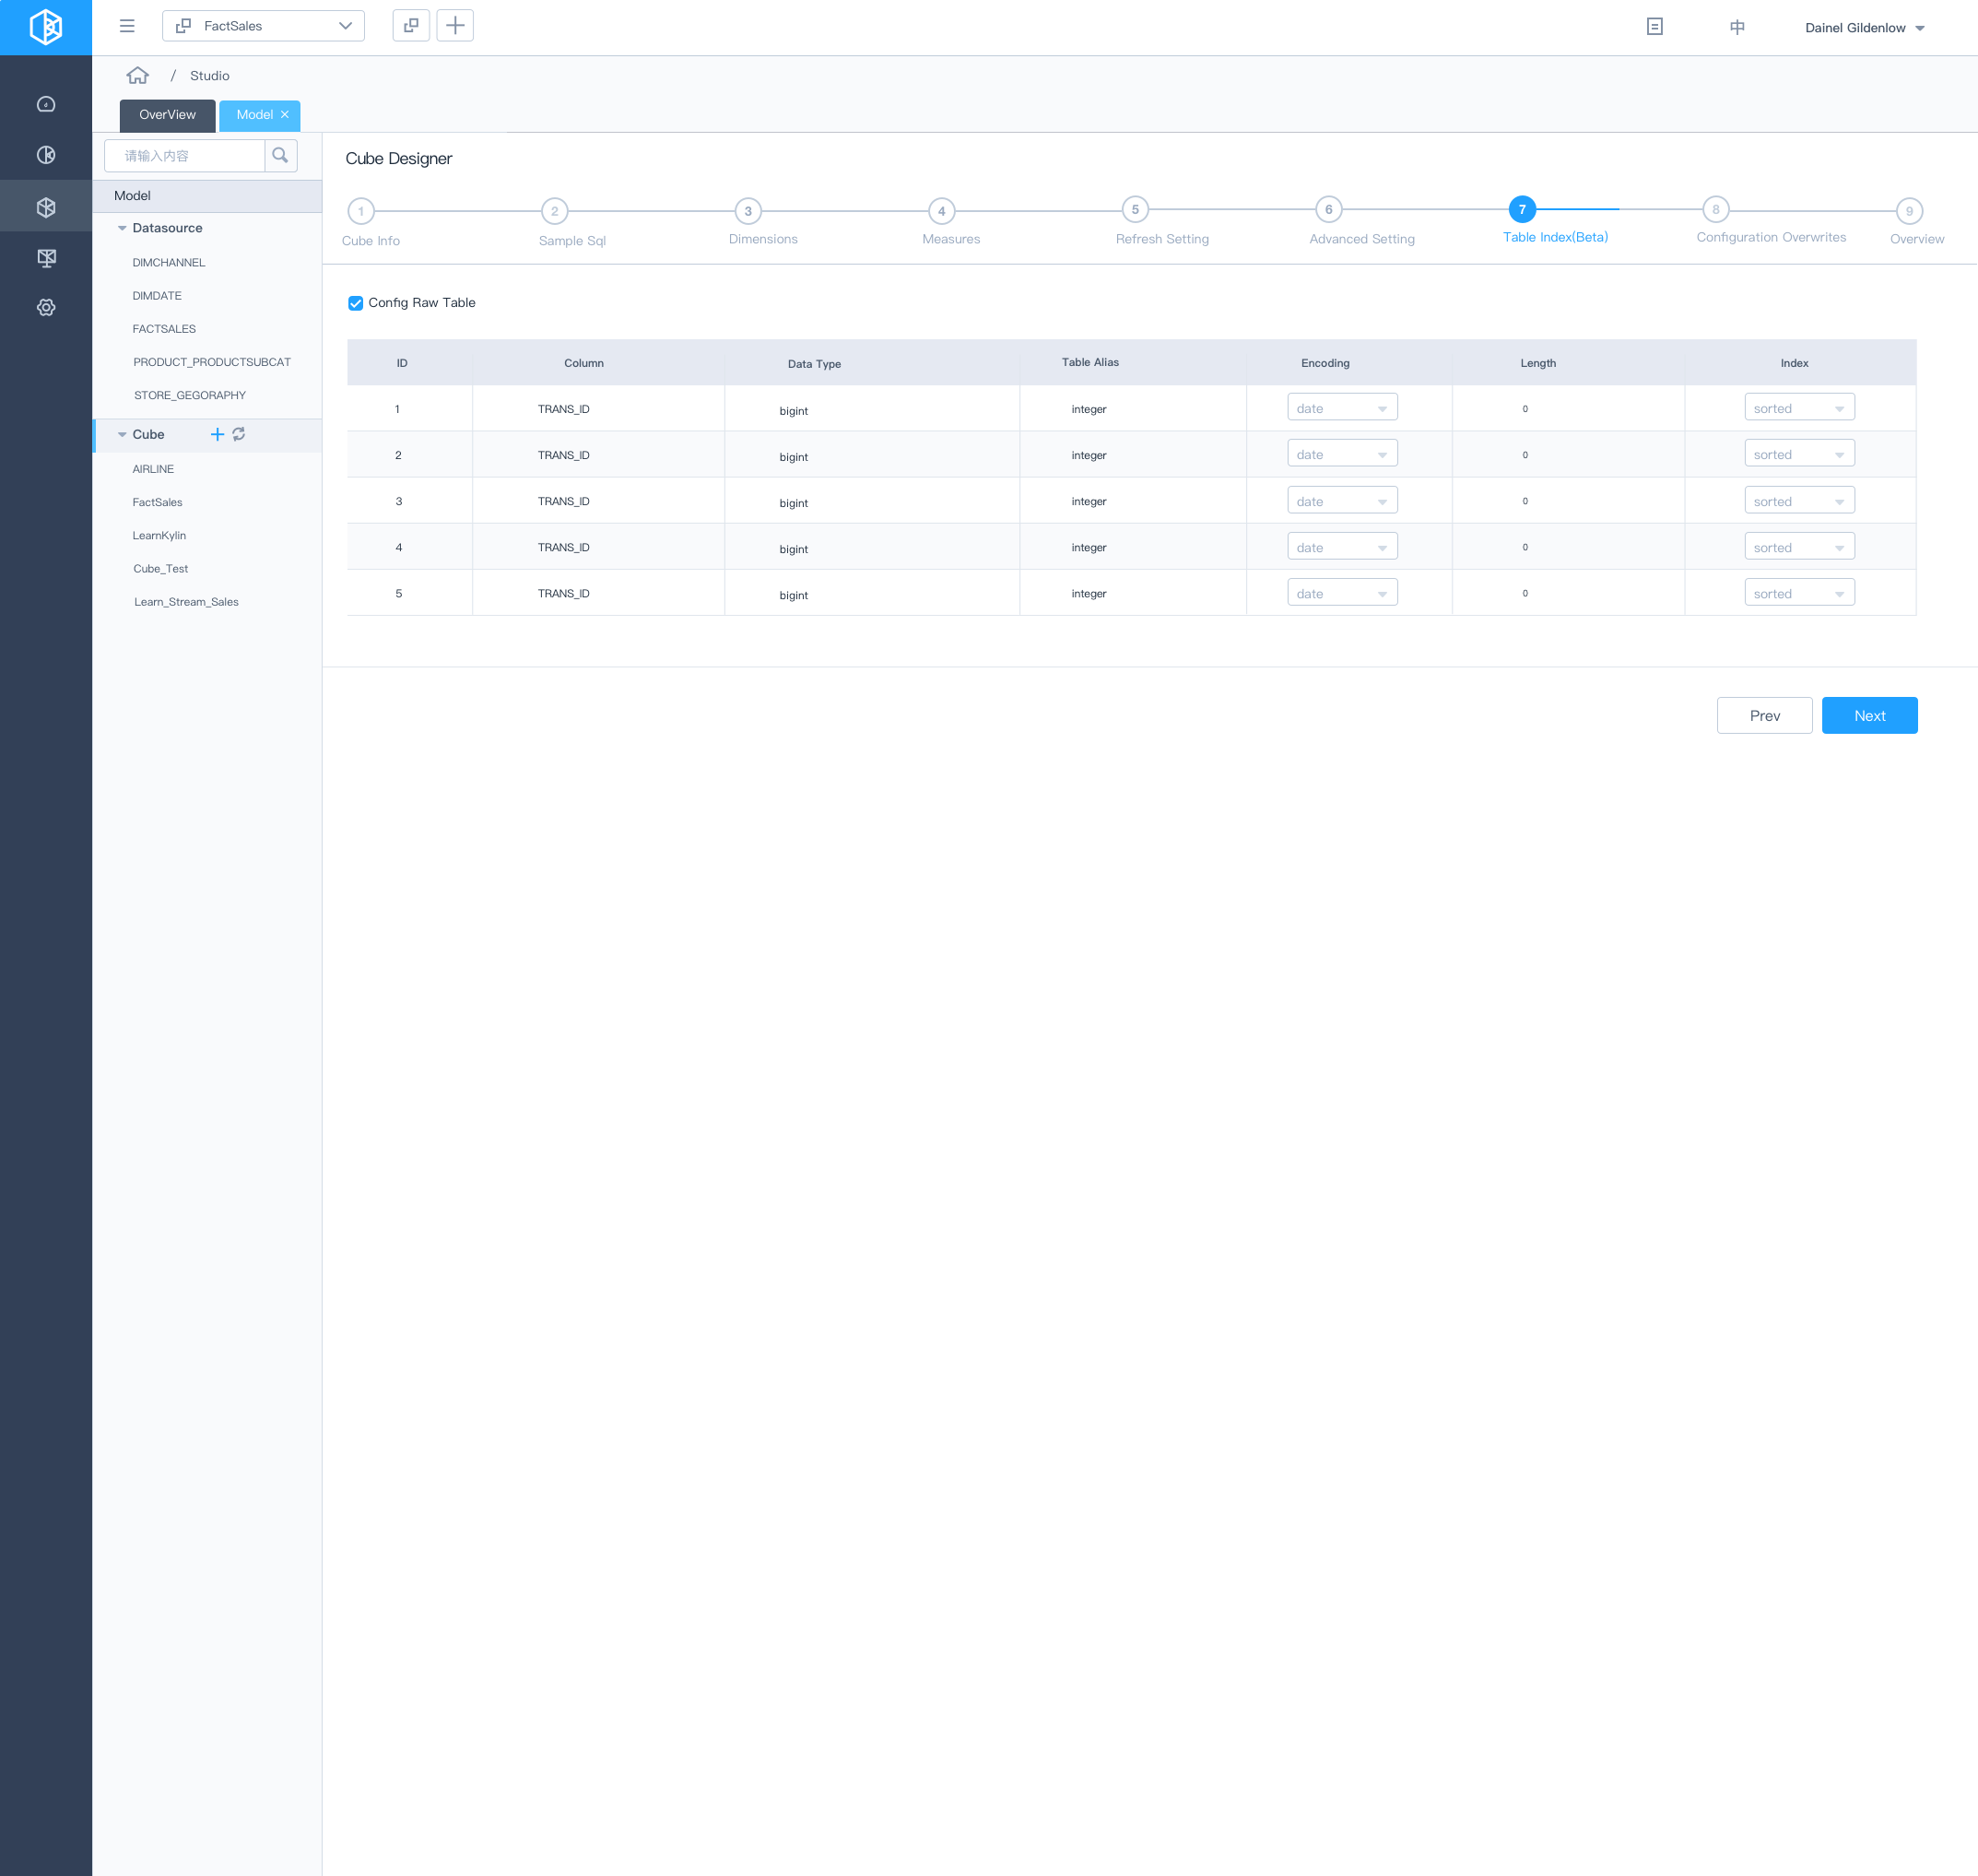 FactSales
中
Dainel Gildenlow
/ Studio
OverView
Model ×
请输入内容
Model
Datasource
DIMCHANNEL
DIMDATE
FACTSALES
PRODUCT_PRODUCTSUBCAT
STORE_GEGORAPHY
Cube
AIRLINE
FactSales
LearnKylin
Cube_Test
Learn_Stream_Sales
Cube Designer
1 2 3 4 5 6 7 8 9
Cube Info Sample Sql Dimensions Measures Refresh Setting Advanced Setting Table Index(Beta) Configuration Overwrites Overview
Config Raw Table
ID Column Data Type Table Alias Encoding Length Index
1 TRANS_ID bigint integer date 0 sorted
2 TRANS_ID bigint integer date 0 sorted
3 TRANS_ID bigint integer date 0 sorted
4 TRANS_ID bigint integer date 0 sorted
5 TRANS_ID bigint integer date 0 sorted
Prev Next